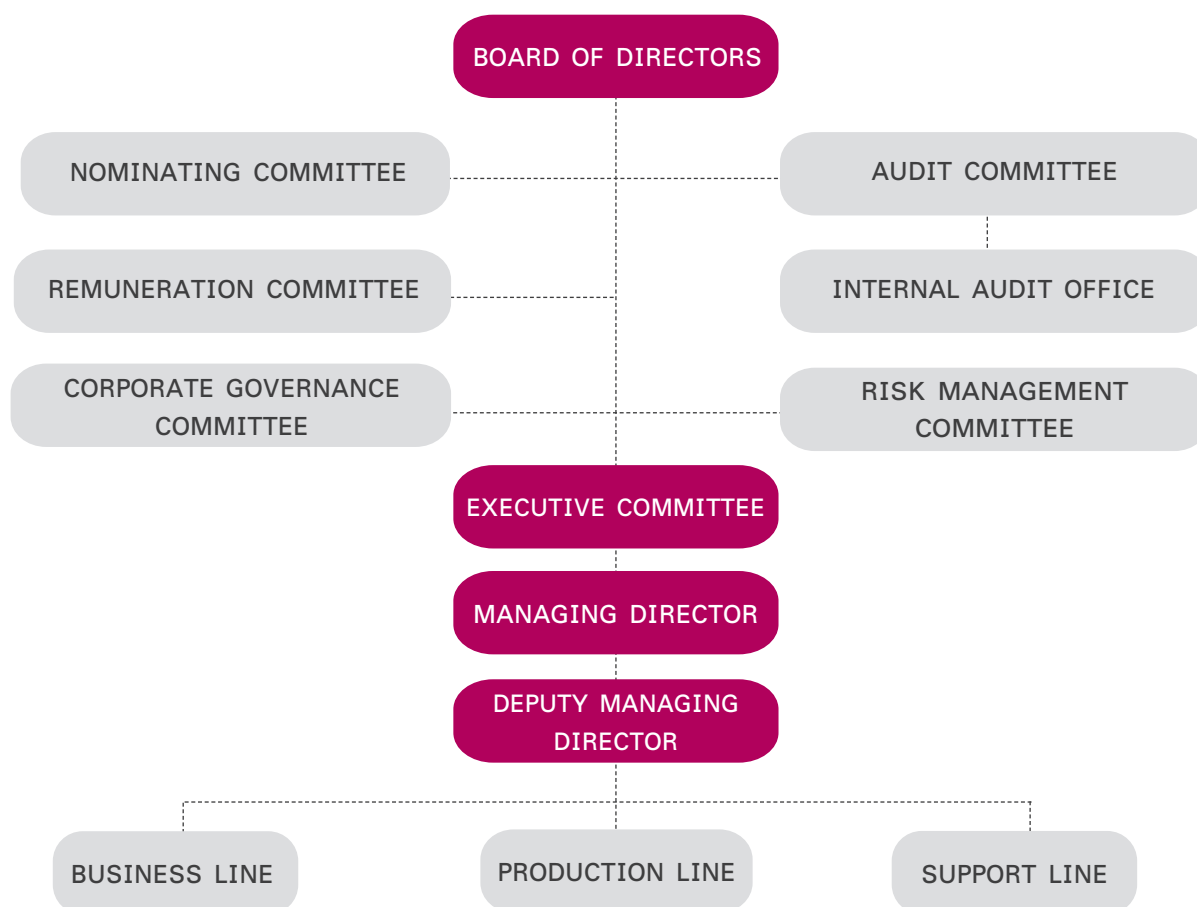 BOARD OF DIRECTORS
NOMINATING COMMITTEE
AUDIT COMMITTEE
REMUNERATION COMMITTEE
INTERNAL AUDIT OFFICE
CORPORATE GOVERNANCE
COMMITTEE
RISK MANAGEMENT
COMMITTEE
EXECUTIVE COMMITTEE
MANAGING DIRECTOR
DEPUTY MANAGING
DIRECTOR
BUSINESS LINE
PRODUCTION LINE
SUPPORT LINE